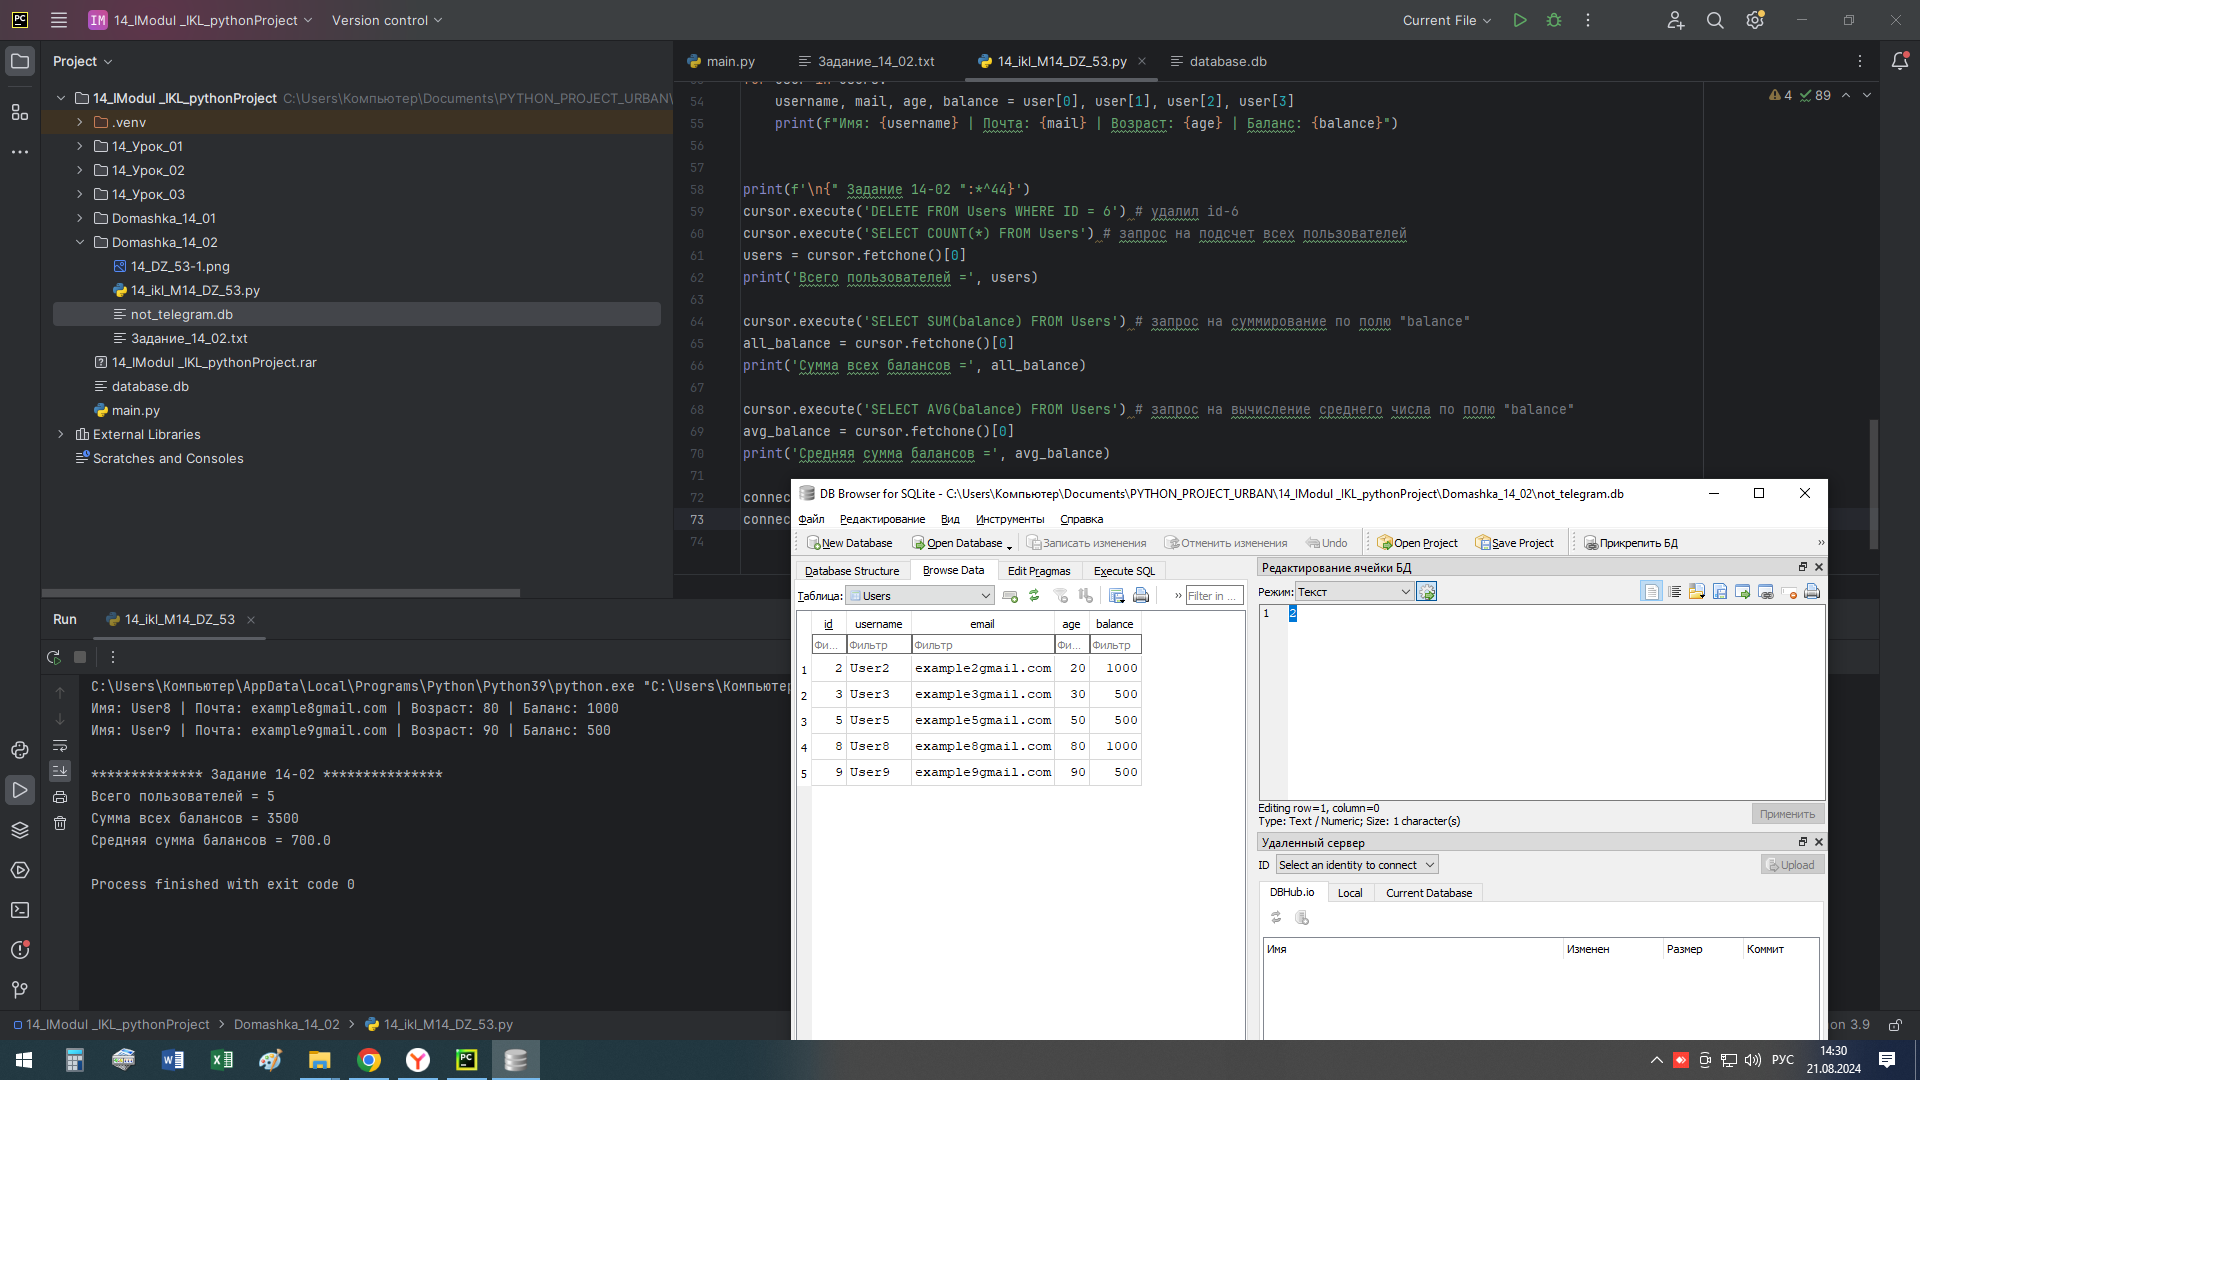 PC IM 14_IModul _IKL_pythonProject Version control Current File
Project
14_IModul _IKL_pythonProject C:\Users\Компьютер\Documents\PYTHON_PROJECT_URBAN\
.venv
14_Урок_01
14_Урок_02
14_Урок_03
Domashka_14_01
Domashka_14_02
14_DZ_53-1.png
14_ikl_M14_DZ_53.py
not_telegram.db
Задание_14_02.txt
14_IModul _IKL_pythonProject.rar
database.db
main.py
External Libraries
Scratches and Consoles
main.py Задание_14_02.txt 14_ikl_M14_DZ_53.py database.db
4 89
54 username, mail, age, balance = user[0], user[1], user[2], user[3]
55 print(f"Имя: {username} | Почта: {mail} | Возраст: {age} | Баланс: {balance}")
56
57
58 print(f'\n{" Задание 14-02 ":*^44}')
59 cursor.execute('DELETE FROM Users WHERE ID = 6') # удалил id-6
60 cursor.execute('SELECT COUNT(*) FROM Users') # запрос на подсчет всех пользователей
61 users = cursor.fetchone()[0]
62 print('Всего пользователей =', users)
63
64 cursor.execute('SELECT SUM(balance) FROM Users') # запрос на суммирование по полю "balance"
65 all_balance = cursor.fetchone()[0]
66 print('Сумма всех балансов =', all_balance)
67
68 cursor.execute('SELECT AVG(balance) FROM Users') # запрос на вычисление среднего числа по полю "balance"
69 avg_balance = cursor.fetchone()[0]
70 print('Средняя сумма балансов =', avg_balance)
71
72 connec
73 connec
74
Run 14_ikl_M14_DZ_53
C:\Users\Компьютер\AppData\Local\Programs\Python\Python39\python.exe "C:\Users\Компьютер
Имя: User8 | Почта: example8gmail.com | Возраст: 80 | Баланс: 1000
Имя: User9 | Почта: example9gmail.com | Возраст: 90 | Баланс: 500
************** Задание 14-02 ***************
Всего пользователей = 5
Сумма всех балансов = 3500
Средняя сумма балансов = 700.0
Process finished with exit code 0
DB Browser for SQLite - C:\Users\Компьютер\Documents\PYTHON_PROJECT_URBAN\14_IModul _IKL_pythonProject\Domashka_14_02\not_telegram.db
Файл Редактирование Вид Инструменты Справка
New Database Open Database Записать изменения Отменить изменения Undo Open Project Save Project Прикрепить БД »
Database Structure Browse Data Edit Pragmas Execute SQL
Таблица: Users » Filter in ...
id username email age balance
Фи... Фильтр Фильтр Фи... Фильтр
1 2 User2 example2gmail.com 20 1000
2 3 User3 example3gmail.com 30 500
3 5 User5 example5gmail.com 50 500
4 8 User8 example8gmail.com 80 1000
5 9 User9 example9gmail.com 90 500
Редактирование ячейки БД
Режим: Текст
1 2
Editing row=1, column=0
Type: Text / Numeric; Size: 1 character(s)
Применить
Удаленный сервер
ID Select an identity to connect Upload
DBHub.io Local Current Database
Имя Изменен Размер Коммит
14_IModul _IKL_pythonProject > Domashka_14_02 > 14_ikl_M14_DZ_53.py
on 3.9
РУС
14:30
21.08.2024